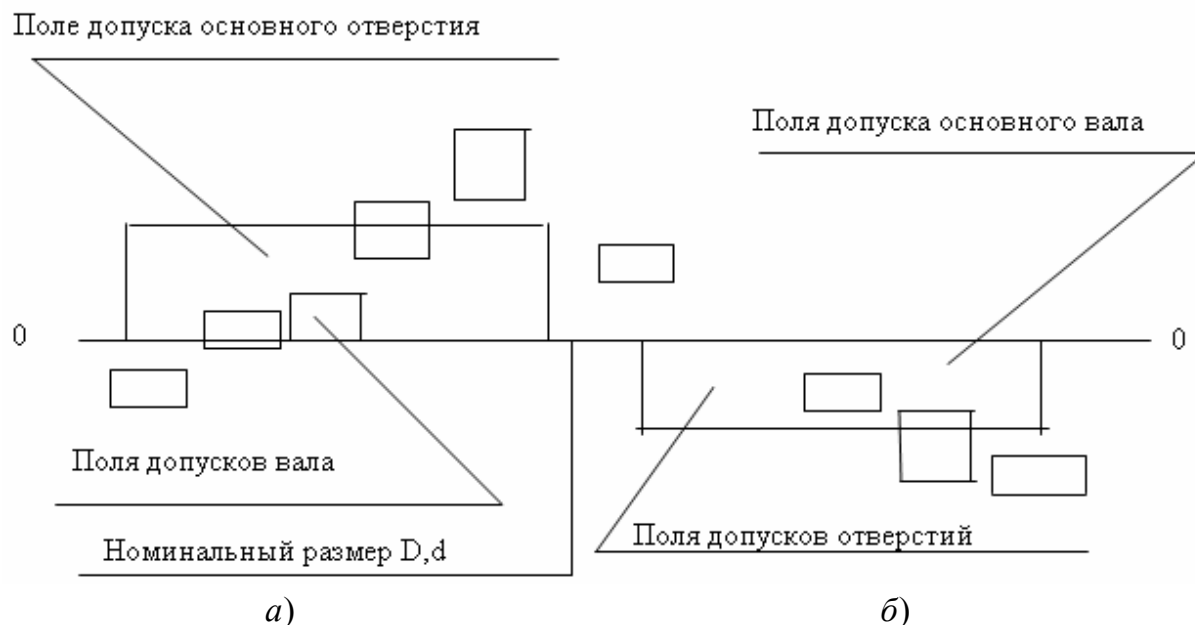 Поле допуска основного отверстия
Поля допуска основного вала
0
0
Поля допусков вала
Поля допусков отверстий
Номинальный размер D,d
а)
б)